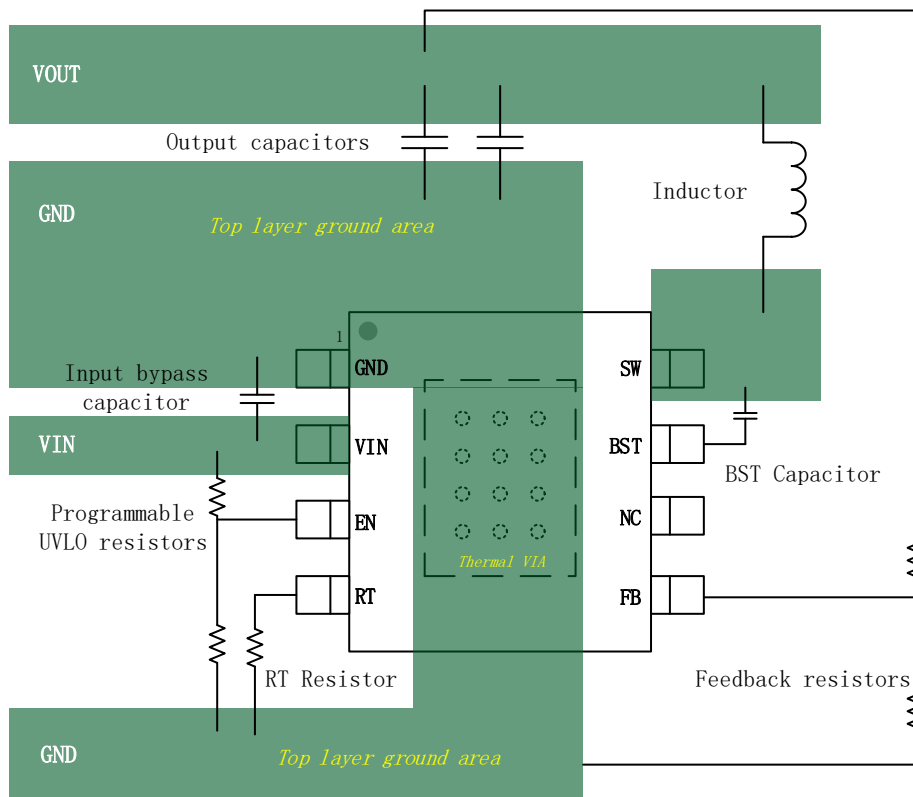 VOUT
Output capacitors
Inductor
GND
Top layer ground area
1
GND
SW
Input bypass
capacitor
VIN
VIN
BST
BST Capacitor
Programmable
UVLO resistors
EN
NC
Thermal VIA
RT
FB
RT Resistor
Feedback resistors
GND
Top layer ground area